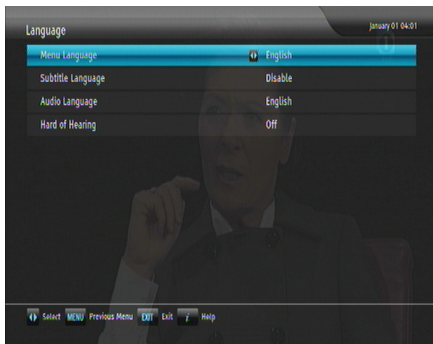 Language January 01 04:01
Menu Language English
Subtitle Language Disable
Audio Language English
Hard of Hearing Off
Select MENU Previous Menu EXIT Exit i Help